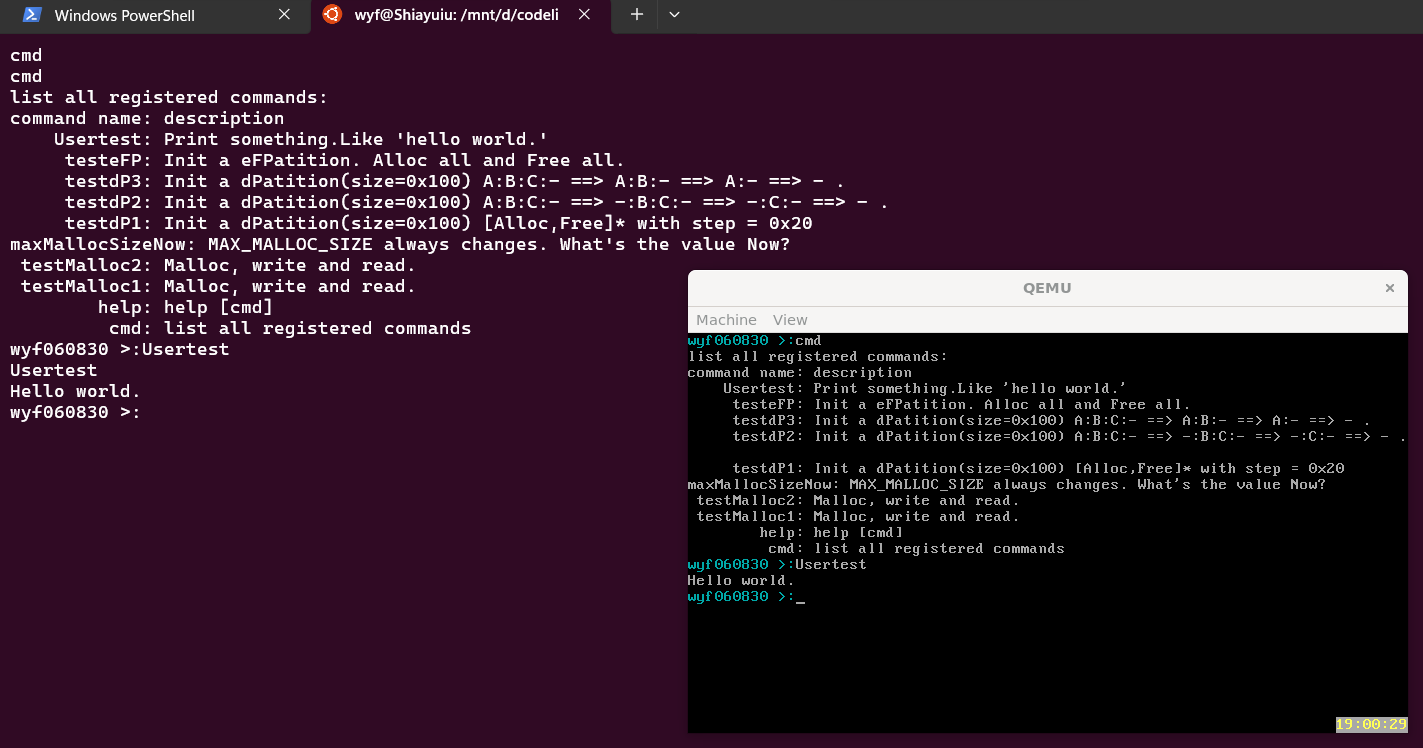 Windows PowerShell
wyf@Shiayuiu: /mnt/d/codeli
cmd
cmd
list all registered commands:
command name: description
    Usertest: Print something.Like 'hello world.'
     testeFP: Init a eFPatition. Alloc all and Free all.
     testdP3: Init a dPatition(size=0x100) A:B:C:- ==> A:B:- ==> A:- ==> - .
     testdP2: Init a dPatition(size=0x100) A:B:C:- ==> -:B:C:- ==> -:C:- ==> - .
     testdP1: Init a dPatition(size=0x100) [Alloc,Free]* with step = 0x20
maxMallocSizeNow: MAX_MALLOC_SIZE always changes. What's the value Now?
 testMalloc2: Malloc, write and read.
 testMalloc1: Malloc, write and read.
        help: help [cmd]
         cmd: list all registered commands
wyf060830 >:Usertest
Usertest
Hello world.
wyf060830 >:
QEMU
Machine View
wyf060830 >:cmd
list all registered commands:
command name: description
    Usertest: Print something.Like 'hello world.'
     testeFP: Init a eFPatition. Alloc all and Free all.
     testdP3: Init a dPatition(size=0x100) A:B:C:- ==> A:B:- ==> A:- ==> - .
     testdP2: Init a dPatition(size=0x100) A:B:C:- ==> -:B:C:- ==> -:C:- ==> - .
     testdP1: Init a dPatition(size=0x100) [Alloc,Free]* with step = 0x20
maxMallocSizeNow: MAX_MALLOC_SIZE always changes. What's the value Now?
 testMalloc2: Malloc, write and read.
 testMalloc1: Malloc, write and read.
        help: help [cmd]
         cmd: list all registered commands
wyf060830 >:Usertest
Hello world.
wyf060830 >:_
19:00:29